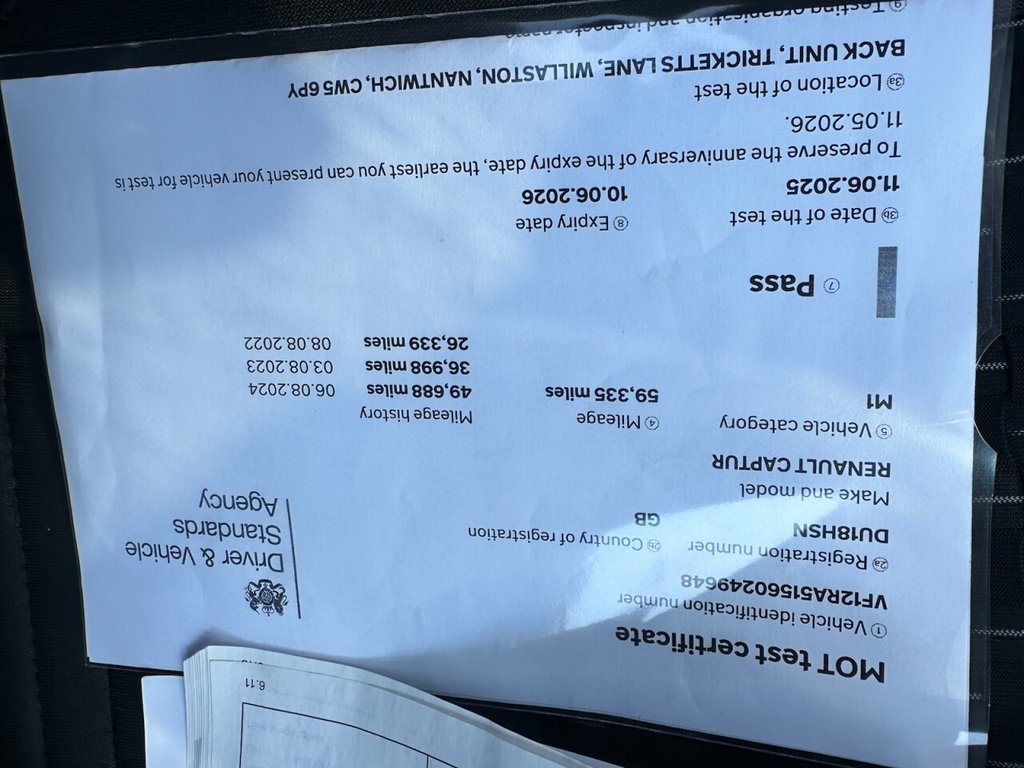 MOT test certificate
① Vehicle identification number
VF12RA51560249648
2a Registration number
DU18HSN
2b Country of registration
GB
Driver & Vehicle
Standards
Agency
Make and model
RENAULT CAPTUR
⑤ Vehicle category
M1
④ Mileage
59,335 miles
Mileage history
49,688 miles 06.08.2024
36,998 miles 03.08.2023
26,339 miles 08.08.2022
⑦ Pass
3b Date of the test
11.06.2025
⑧ Expiry date
10.06.2026
To preserve the anniversary of the expiry date, the earliest you can present your vehicle for test is
11.05.2026.
3a Location of the test
BACK UNIT, TRICKETTS LANE, WILLASTON, NANTWICH, CW5 6PY
⑨ Testing organisation and inspector name
6.11